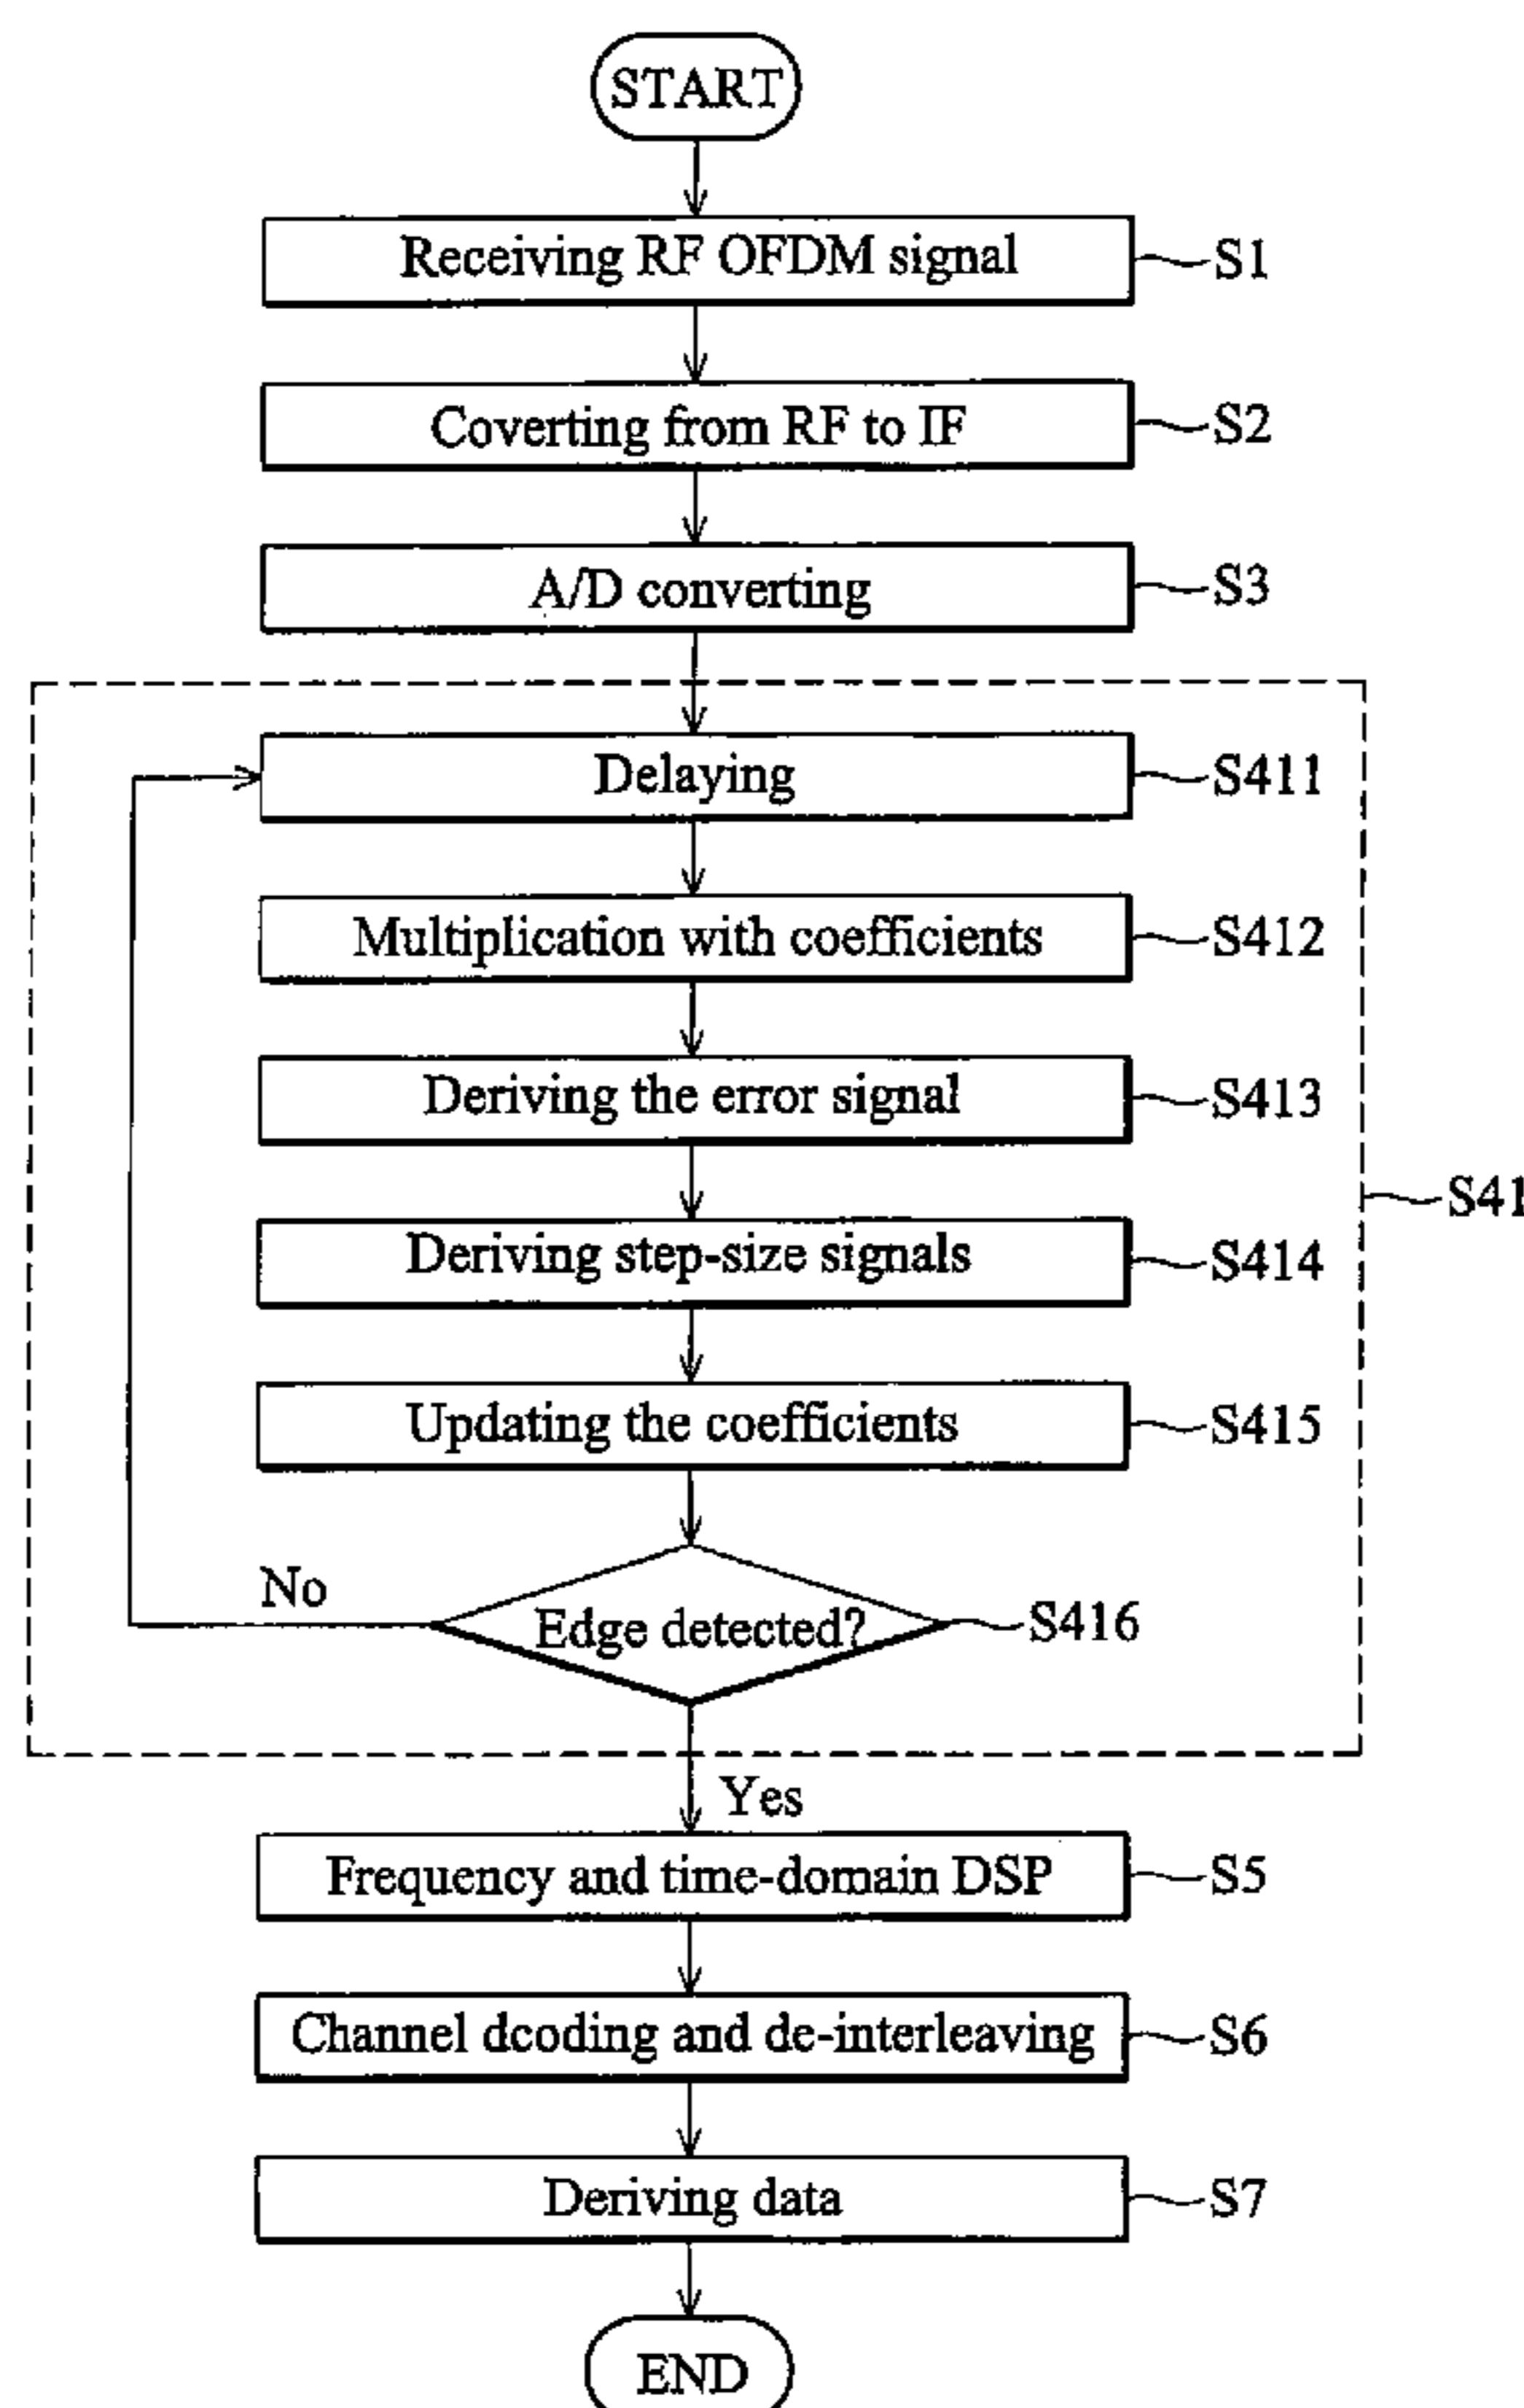 START
Receiving RF OFDM signal
S1
Coverting from RF to IF
S2
A/D converting
S3
Delaying
S411
Multiplication with coefficients
S412
Deriving the error signal
S413
S41
Deriving step-size signals
S414
Updating the coefficients
S415
No
Edge detected?
S416
Yes
Frequency and time-domain DSP
S5
Channel dcoding and de-interleaving
S6
Deriving data
S7
END